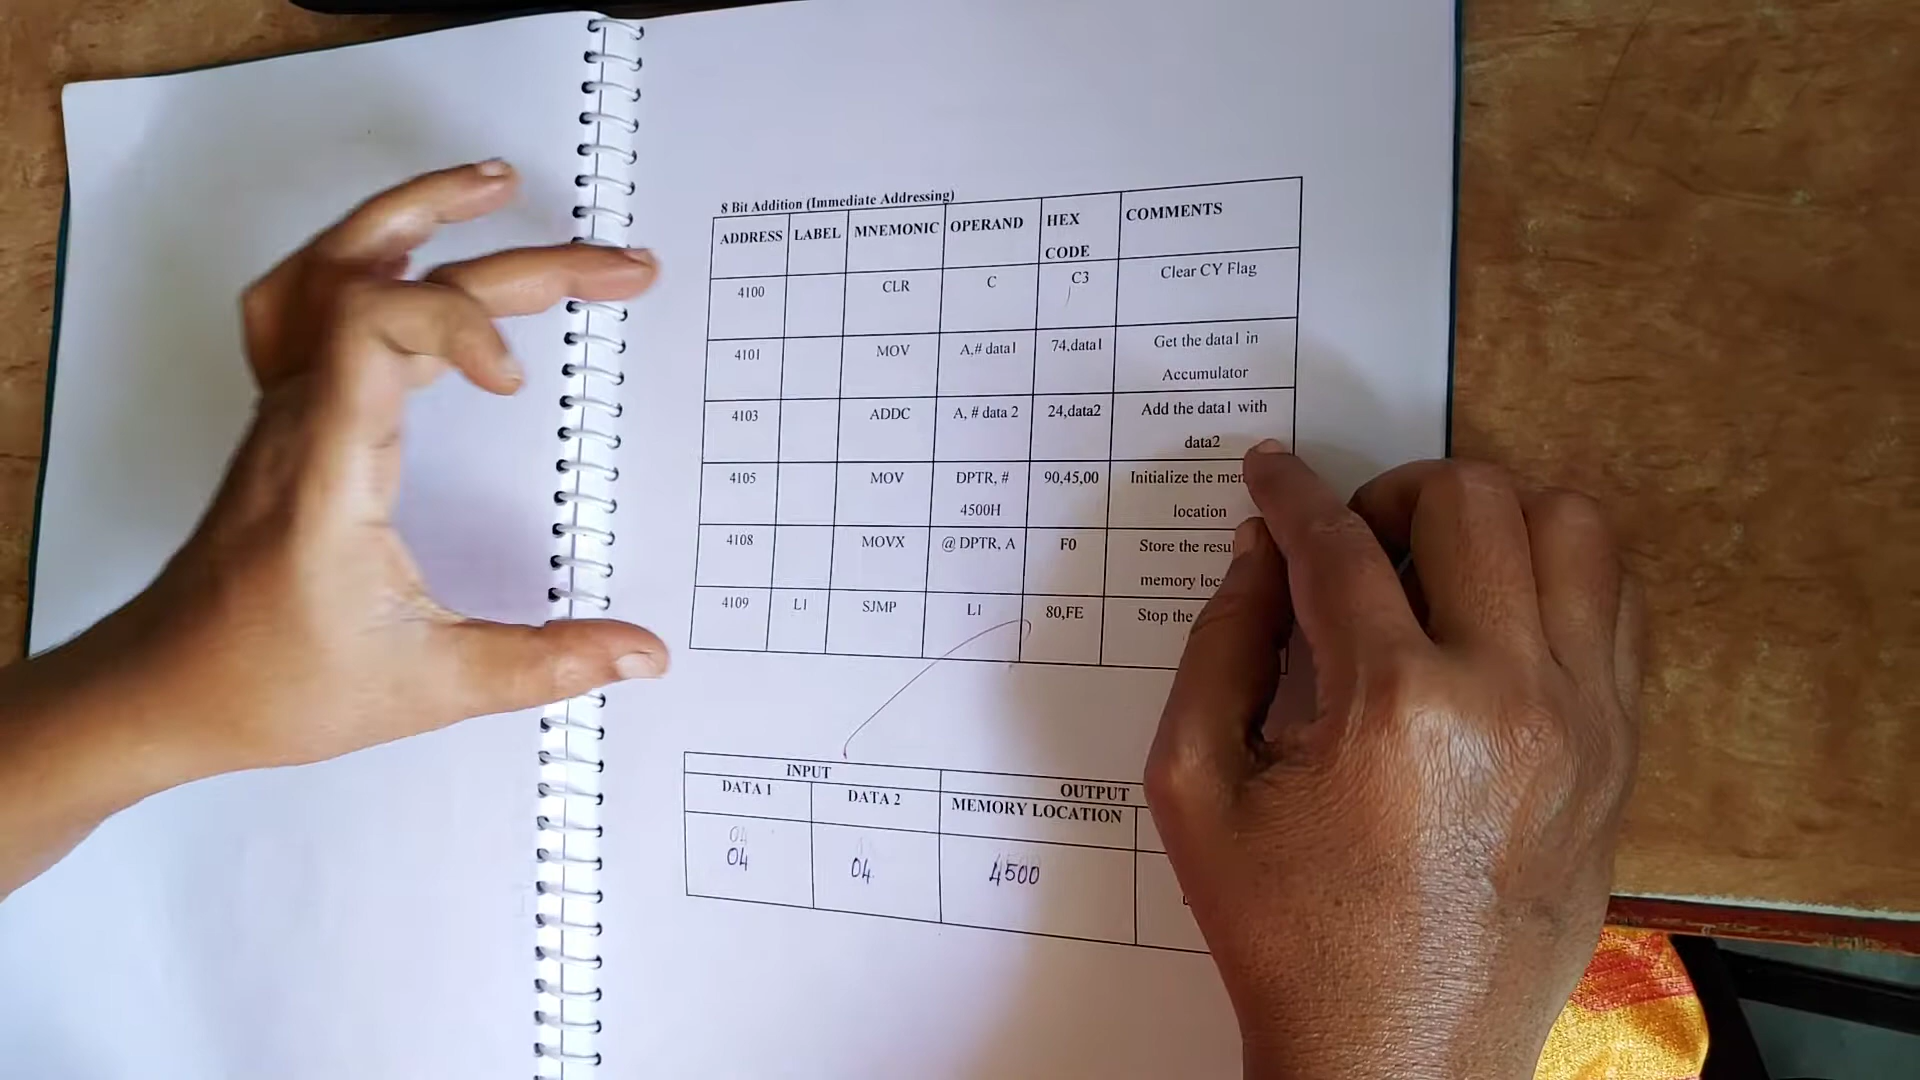 8 Bit Addition (Immediate Addressing)
ADDRESS LABEL MNEMONIC OPERAND HEX CODE COMMENTS
4100 CLR C C3 Clear CY Flag
4101 MOV A,# data1 74,data1 Get the data1 in
Accumulator
4103 ADDC A, # data 2 24,data2 Add the data1 with
data2
4105 MOV DPTR, # 90,45,00 Initialize the
4500H location
4108 MOVX @ DPTR, A F0 Store the
memory
4109 L1 SJMP L1 80,FE Stop the
INPUT OUTPUT
DATA 1 DATA 2 MEMORY LOCATION
04
04 04 4500